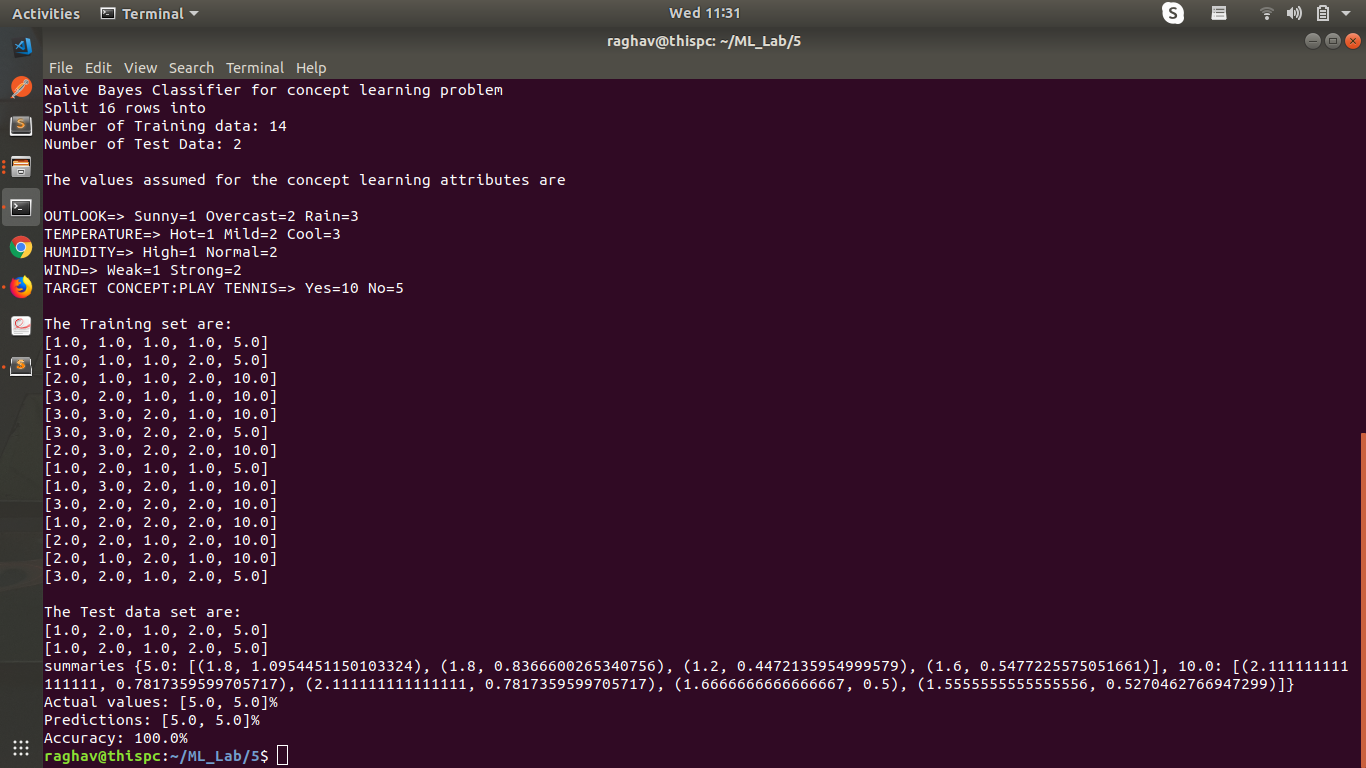 Activities Terminal Wed 11:31
raghav@thispc: ~/ML_Lab/5
File Edit View Search Terminal Help
Naive Bayes Classifier for concept learning problem
Split 16 rows into
Number of Training data: 14
Number of Test Data: 2
The values assumed for the concept learning attributes are
OUTLOOK=> Sunny=1 Overcast=2 Rain=3
TEMPERATURE=> Hot=1 Mild=2 Cool=3
HUMIDITY=> High=1 Normal=2
WIND=> Weak=1 Strong=2
TARGET CONCEPT:PLAY TENNIS=> Yes=10 No=5
The Training set are:
[1.0, 1.0, 1.0, 1.0, 5.0]
[1.0, 1.0, 1.0, 2.0, 5.0]
[2.0, 1.0, 1.0, 2.0, 10.0]
[3.0, 2.0, 1.0, 1.0, 10.0]
[3.0, 3.0, 2.0, 1.0, 10.0]
[3.0, 3.0, 2.0, 2.0, 5.0]
[2.0, 3.0, 2.0, 2.0, 10.0]
[1.0, 2.0, 1.0, 1.0, 5.0]
[1.0, 3.0, 2.0, 1.0, 10.0]
[3.0, 2.0, 2.0, 2.0, 10.0]
[1.0, 2.0, 2.0, 2.0, 10.0]
[2.0, 2.0, 2.0, 1.0, 10.0]
[2.0, 1.0, 2.0, 1.0, 10.0]
[3.0, 2.0, 1.0, 2.0, 5.0]
The Test data set are:
[1.0, 2.0, 1.0, 2.0, 5.0]
[1.0, 2.0, 1.0, 2.0, 5.0]
summaries {5.0: [(1.8, 1.0954451150103324), (1.8, 0.8366600265340756), (1.2, 0.4472135954999579), (1.6, 0.5477225575051661)], 10.0: [(2.111111111
111111, 0.7817359599705717), (2.111111111111111, 0.7817359599705717), (1.6666666666666667, 0.5), (1.5555555555555556, 0.5270462766947299)]}
Actual values: [5.0, 5.0]%
Predictions: [5.0, 5.0]%
Accuracy: 100.0%
raghav@thispc:~/ML_Lab/5$